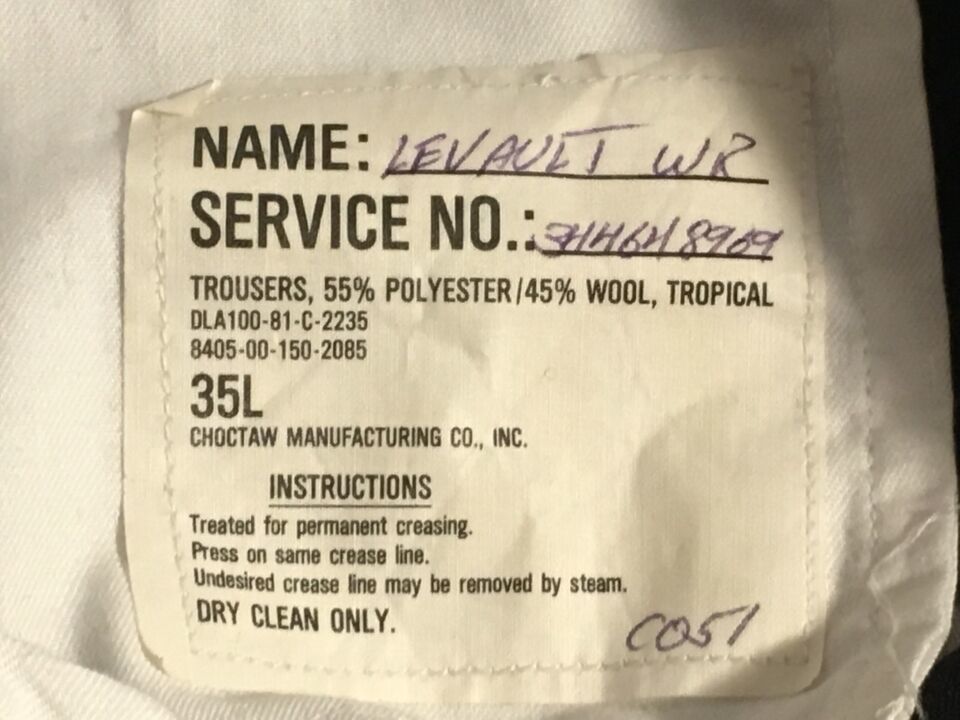 NAME: LEVAULT WR
SERVICE NO.:
TROUSERS, 55% POLYESTER/45% WOOL, TROPICAL
DLA100-81-C-2235
8405-00-150-2085
35L
CHOCTAW MANUFACTURING CO., INC.
INSTRUCTIONS
Treated for permanent creasing.
Press on same crease line.
Undesired crease line may be removed by steam.
DRY CLEAN ONLY.
CO51